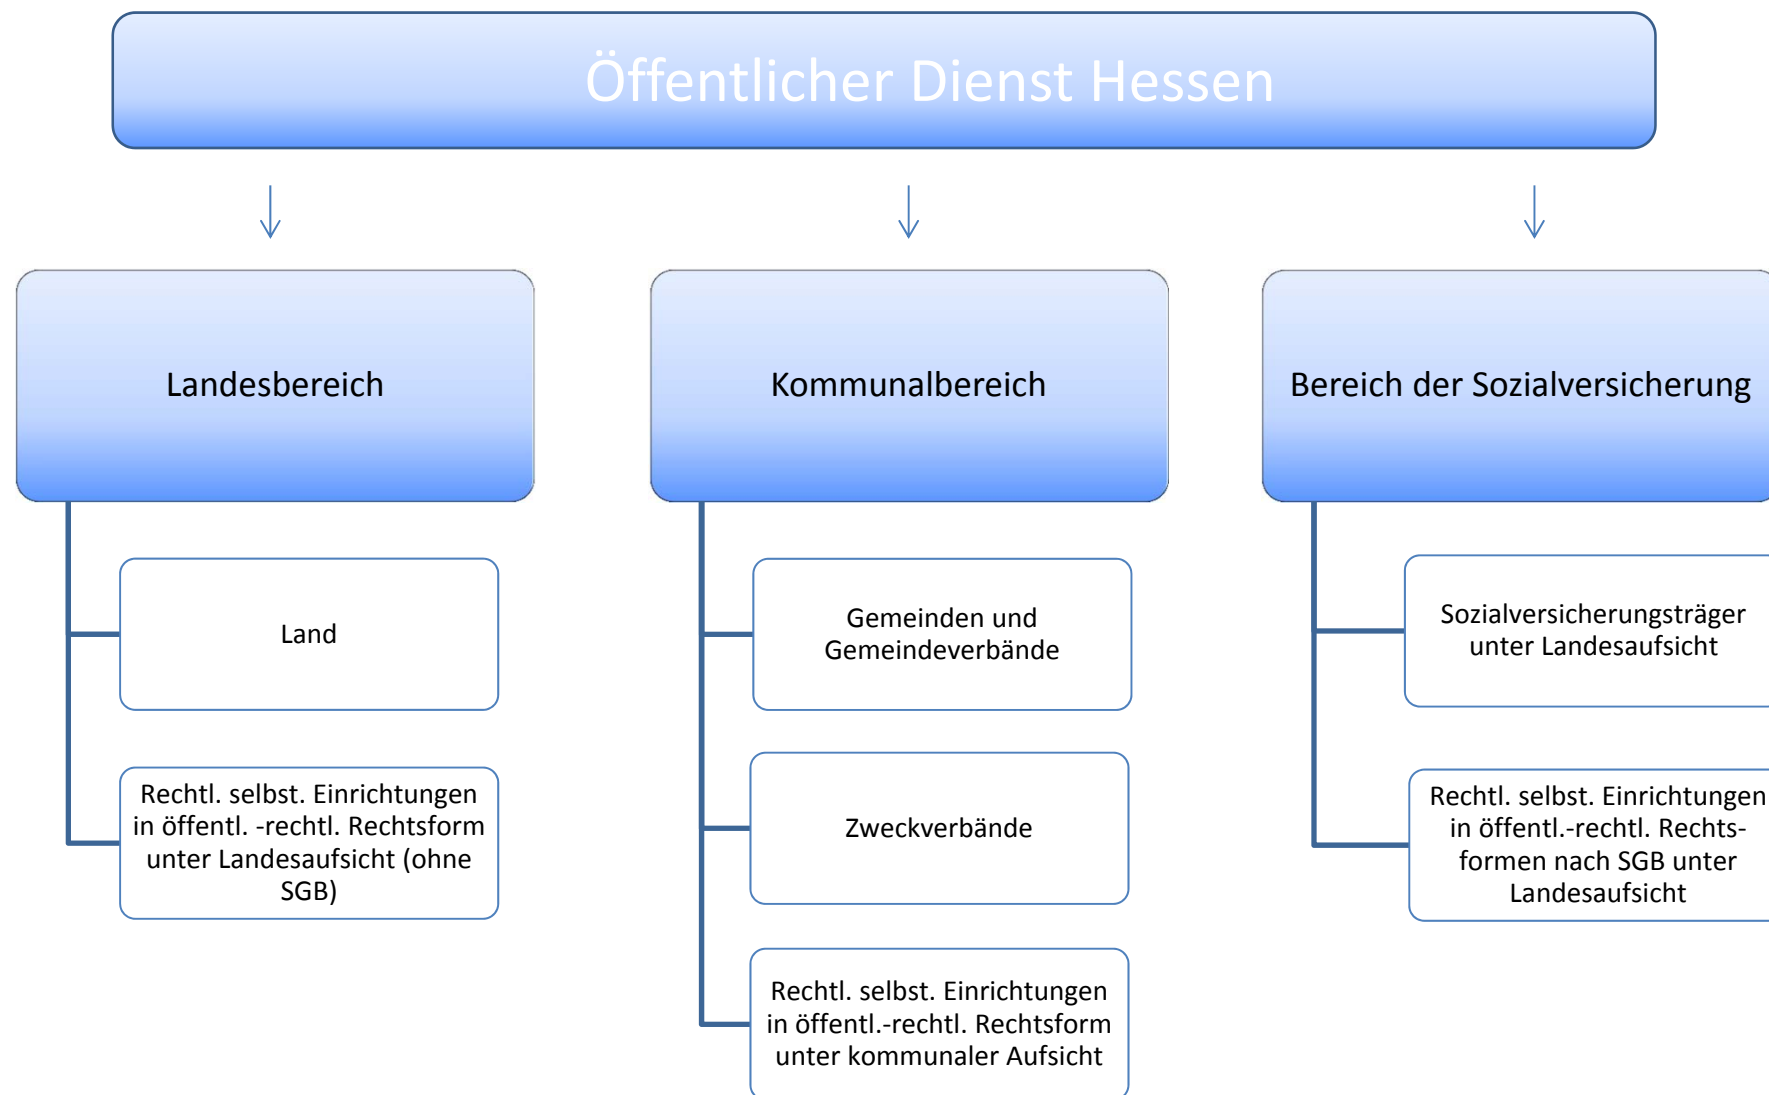 Öffentlicher Dienst Hessen
Landesbereich
Land
Rechtl. selbst. Einrichtungen
in öffentl. -rechtl. Rechtsform
unter Landesaufsicht (ohne
SGB)
Kommunalbereich
Gemeinden und
Gemeindeverbände
Zweckverbände
Rechtl. selbst. Einrichtungen
in öffentl.-rechtl. Rechtsform
unter kommunaler Aufsicht
Bereich der Sozialversicherung
Sozialversicherungsträger
unter Landesaufsicht
Rechtl. selbst. Einrichtungen
in öffentl.-rechtl. Rechts-
formen nach SGB unter
Landesaufsicht